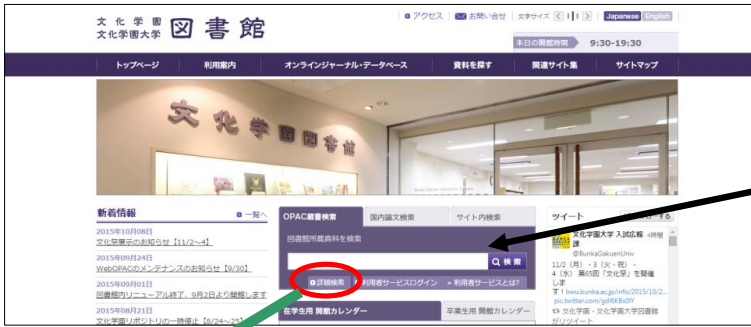 文化学園
文化学園大学 図書館
アクセス お問い合せ 文字サイズ Japanese English
本日の開館時間 9:30-19:30
トップページ 利用案内 オンラインジャーナル・データベース 資料を探す 関連サイト集 サイトマップ
文化学園図書館
新着情報 一覧へ
2015年10月08日
文化祭展示のお知らせ【11/2~4】
2015年09月24日
WebOPACのメンテナンスのお知らせ【9/30】
2015年09月01日
図書館内リニューアル終了。9月2日より開館します
2015年08月21日
文化学園リポジトリの一時停止【8/24~25】
OPAC蔵書検索 国内論文検索 サイト内検索
図書館所蔵資料を検索
検索
詳細検索 利用者サービスログイン 利用者サービスとは?
在学生用 開館カレンダー 卒業生用 開館カレンダー
ツイート
文化学園大学 入試広報課 4時間
@BunkaGakuenUniv
11/2(月)・3(火・祝)・
4(水) 第65回「文化祭」を開催
しま
す!bwu.bunka.ac.jp/info/2015/10/2...
pic.twitter.com/gdI6KBsDIY
文化学園・文化学園大学図書館
がリツイート